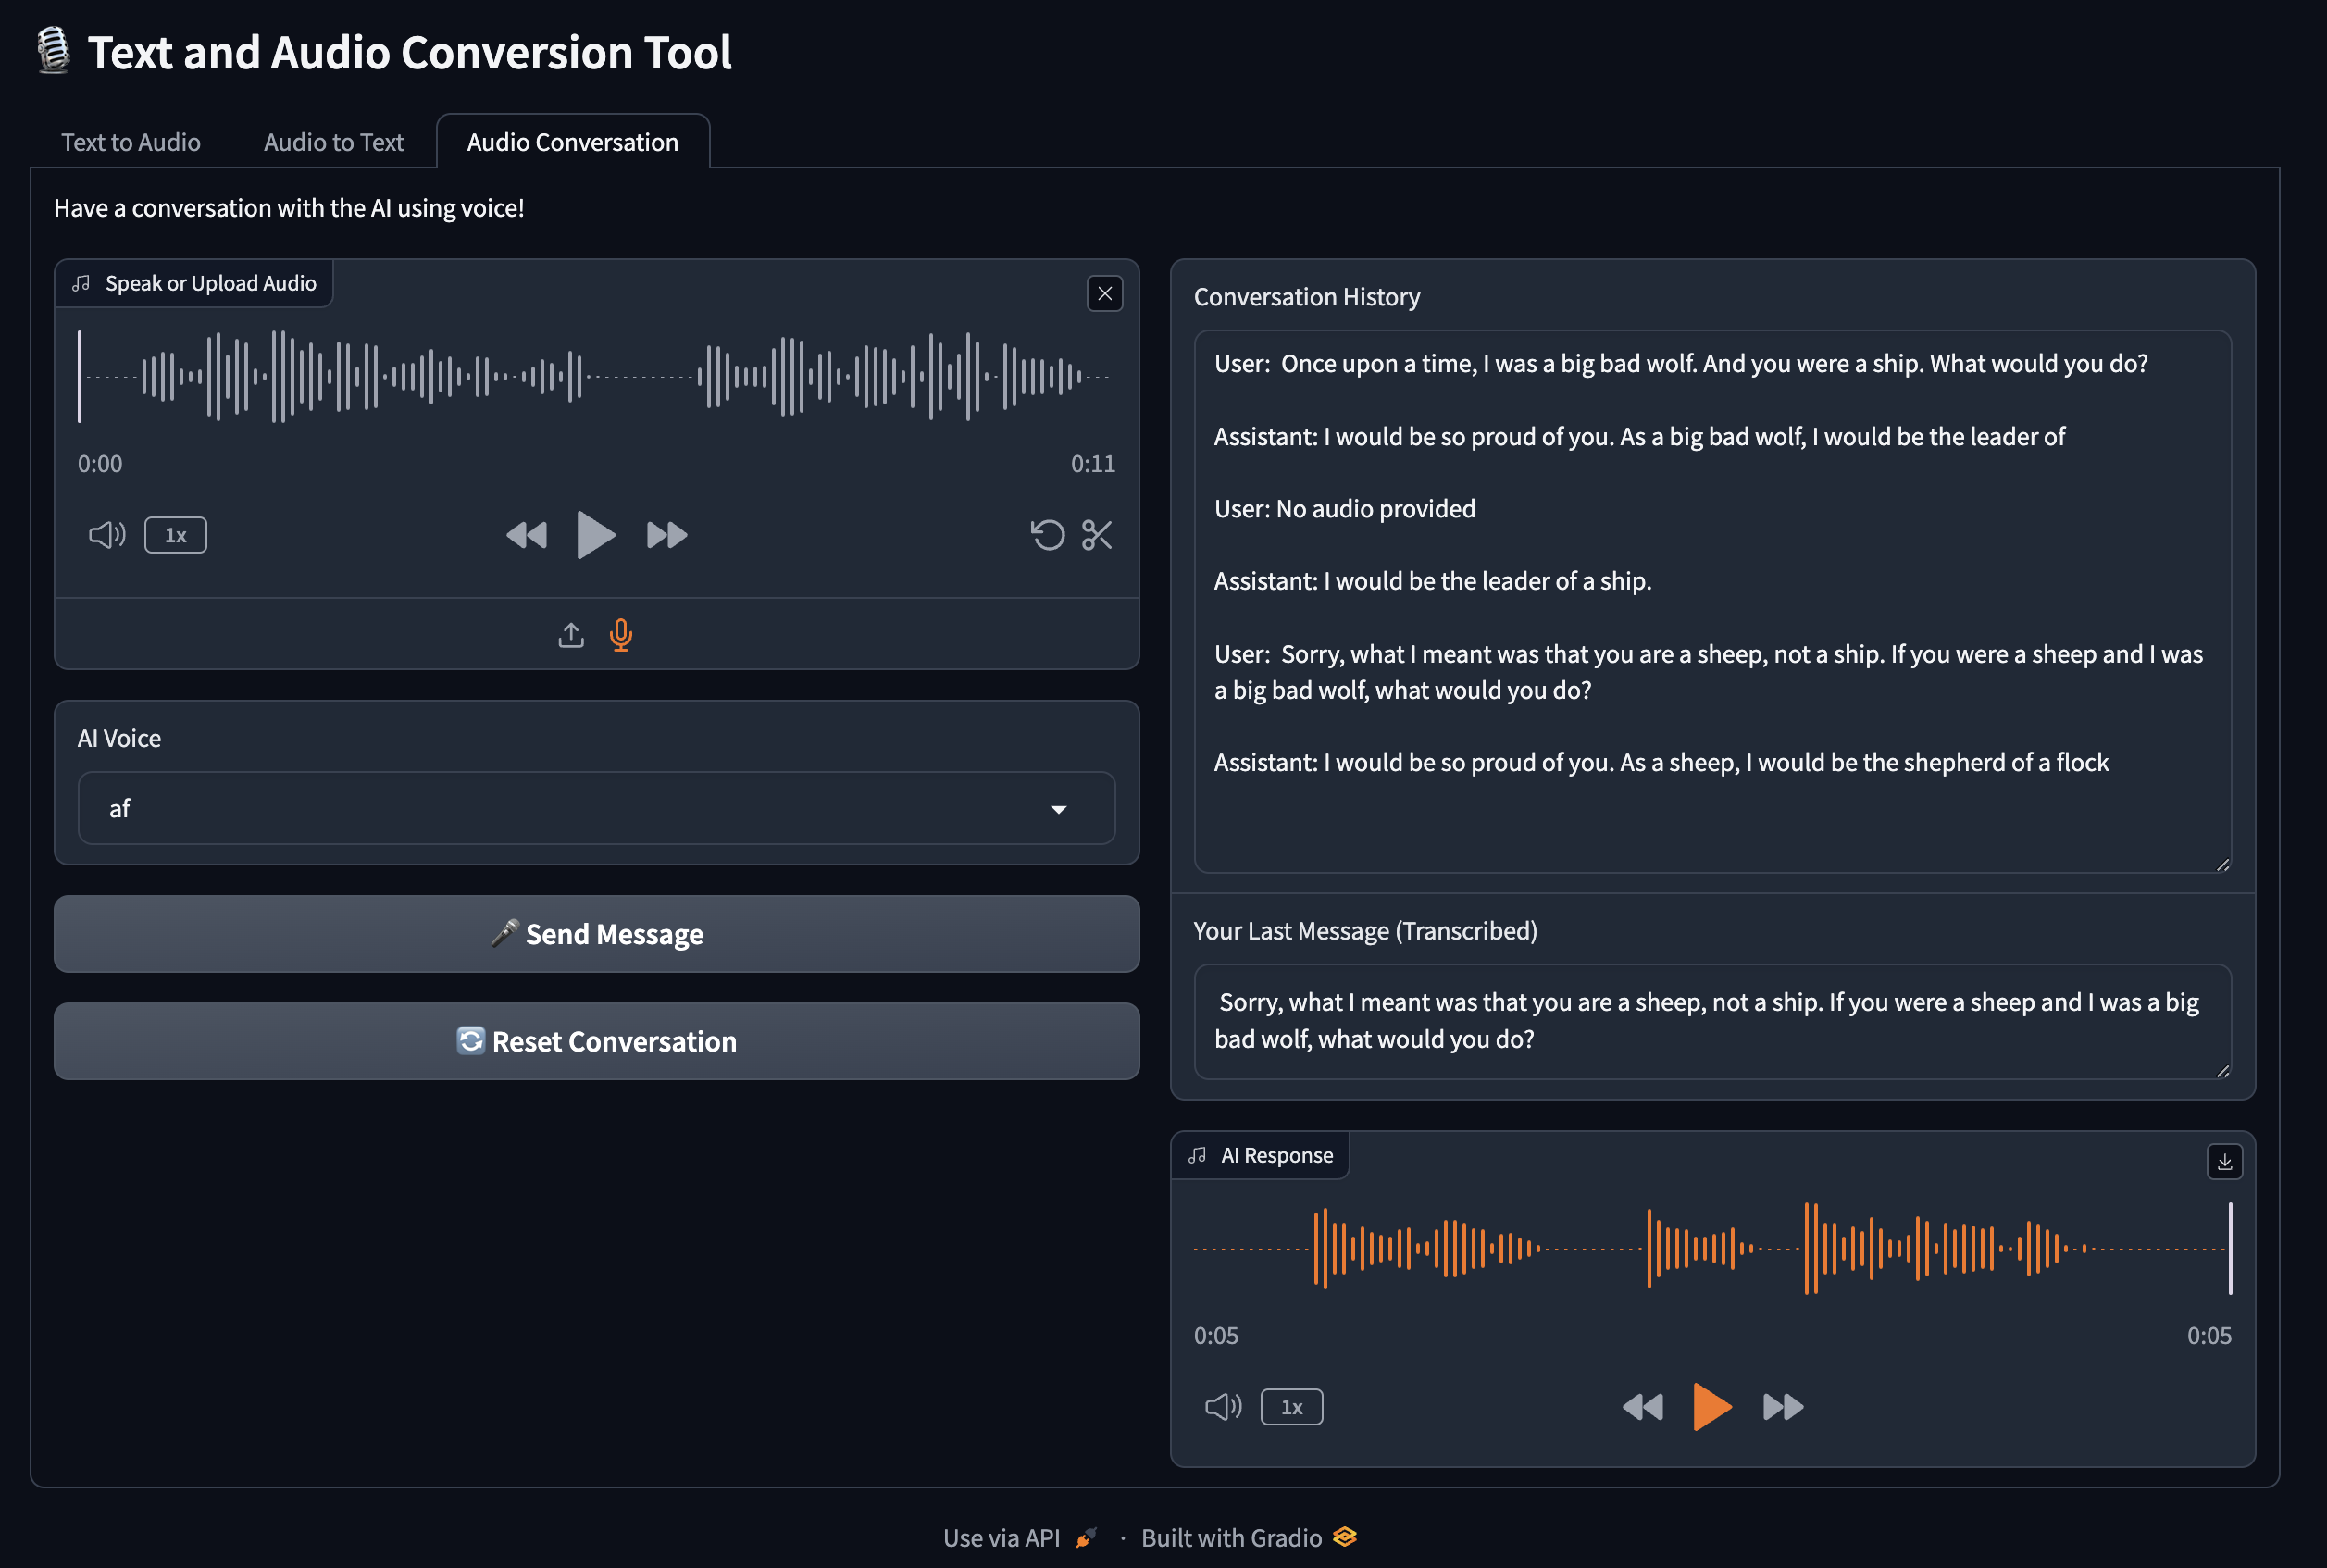 Text and Audio Conversion Tool
Text to Audio
Audio to Text
Audio Conversation
Have a conversation with the AI using voice!
Speak or Upload Audio
0:00
0:11
1x
AI Voice
af
Send Message
Reset Conversation
Conversation History
User:  Once upon a time, I was a big bad wolf. And you were a ship. What would you do?
Assistant: I would be so proud of you. As a big bad wolf, I would be the leader of
User: No audio provided
Assistant: I would be the leader of a ship.
User:  Sorry, what I meant was that you are a sheep, not a ship. If you were a sheep and I was
a big bad wolf, what would you do?
Assistant: I would be so proud of you. As a sheep, I would be the shepherd of a flock
Your Last Message (Transcribed)
Sorry, what I meant was that you are a sheep, not a ship. If you were a sheep and I was a big
bad wolf, what would you do?
AI Response
0:05
0:05
1x
Use via API · Built with Gradio